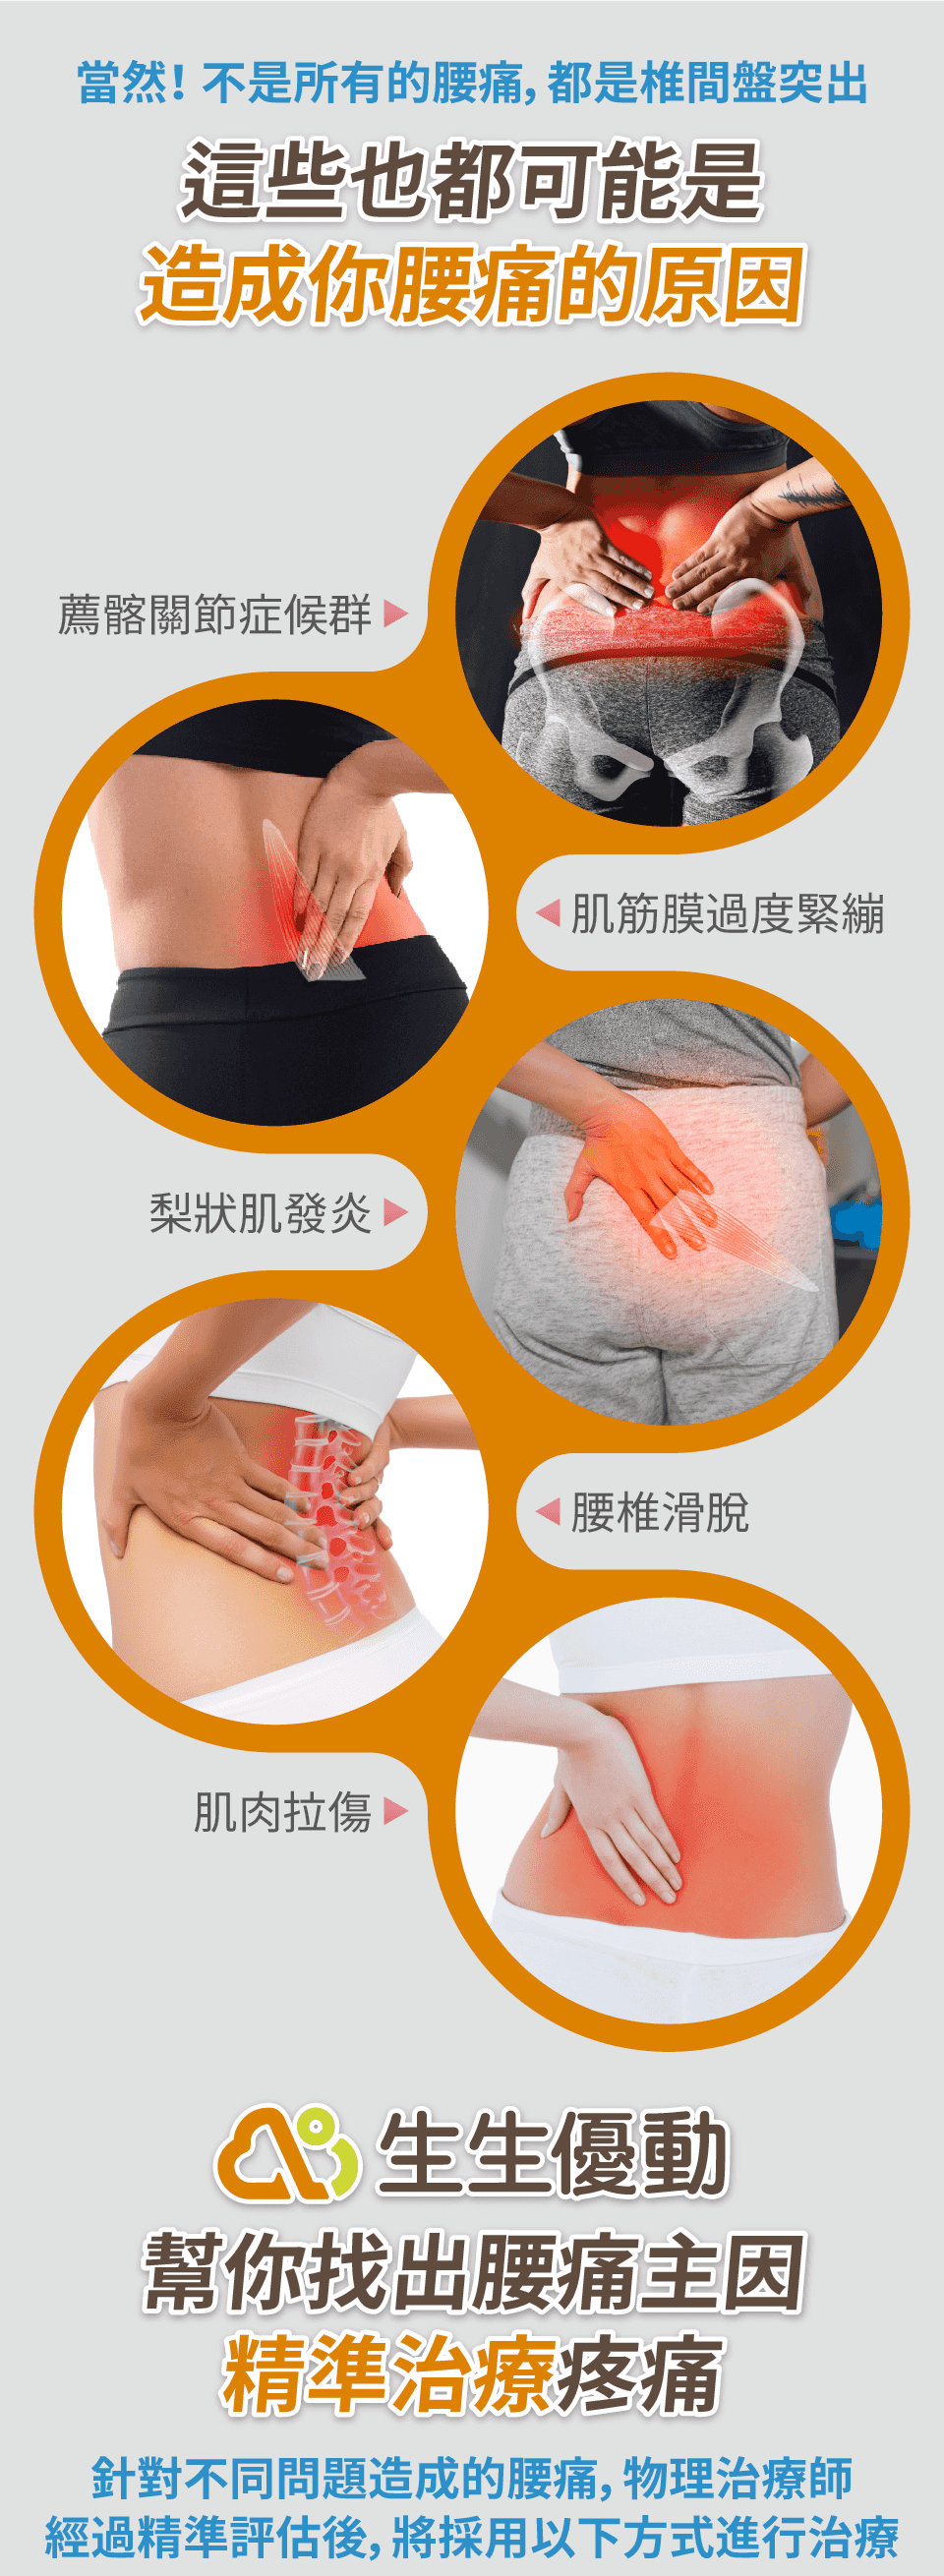 當然！不是所有的腰痛，都是椎間盤突出
這些也都可能是
造成你腰痛的原因
薦髂關節症候群
肌筋膜過度緊繃
梨狀肌發炎
腰椎滑脫
肌肉拉傷
生生優動
幫你找出腰痛主因
精準治療疼痛
針對不同問題造成的腰痛，物理治療師
經過精準評估後，將採用以下方式進行治療